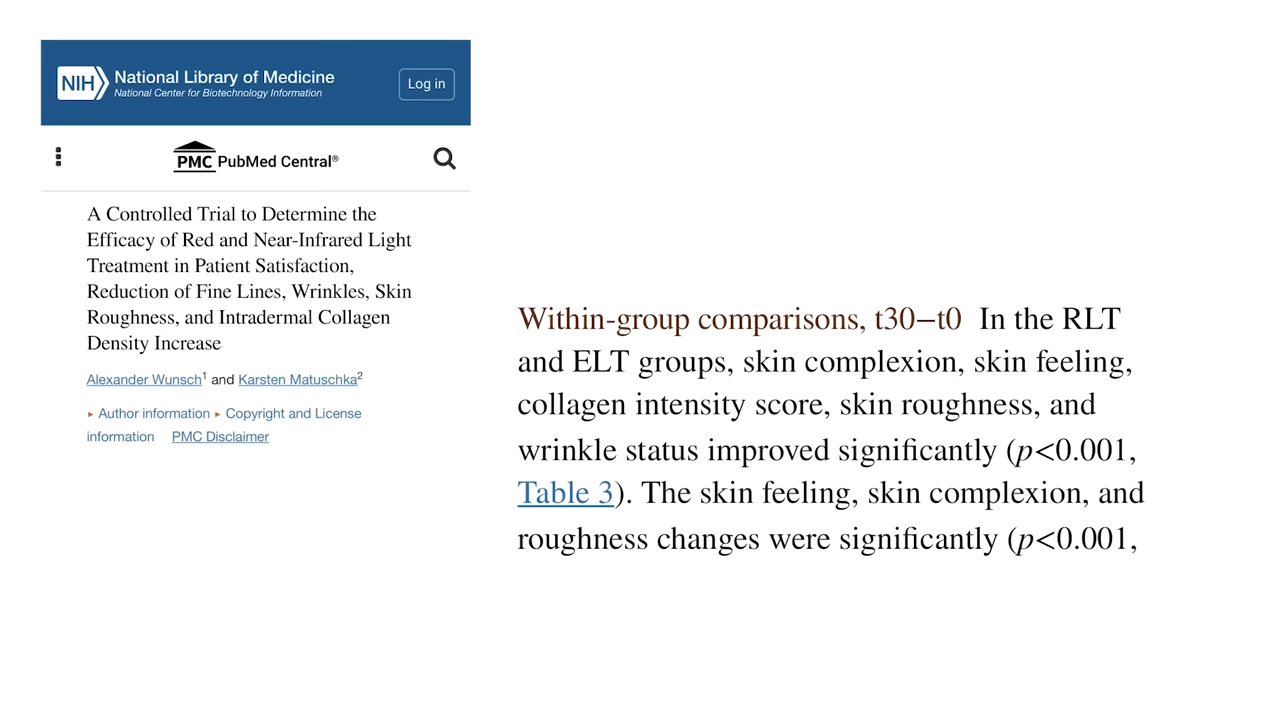 NIH National Library of Medicine
National Center for Biotechnology Information
Log in
PMC PubMed Central®
A Controlled Trial to Determine the
Efficacy of Red and Near-Infrared Light
Treatment in Patient Satisfaction,
Reduction of Fine Lines, Wrinkles, Skin
Roughness, and Intradermal Collagen
Density Increase
Alexander Wunsch1 and Karsten Matuschka2
▸ Author information ▸ Copyright and License
information PMC Disclaimer
Within-group comparisons, t30–t0 In the RLT
and ELT groups, skin complexion, skin feeling,
collagen intensity score, skin roughness, and
wrinkle status improved significantly (p<0.001,
Table 3). The skin feeling, skin complexion, and
roughness changes were significantly (p<0.001,